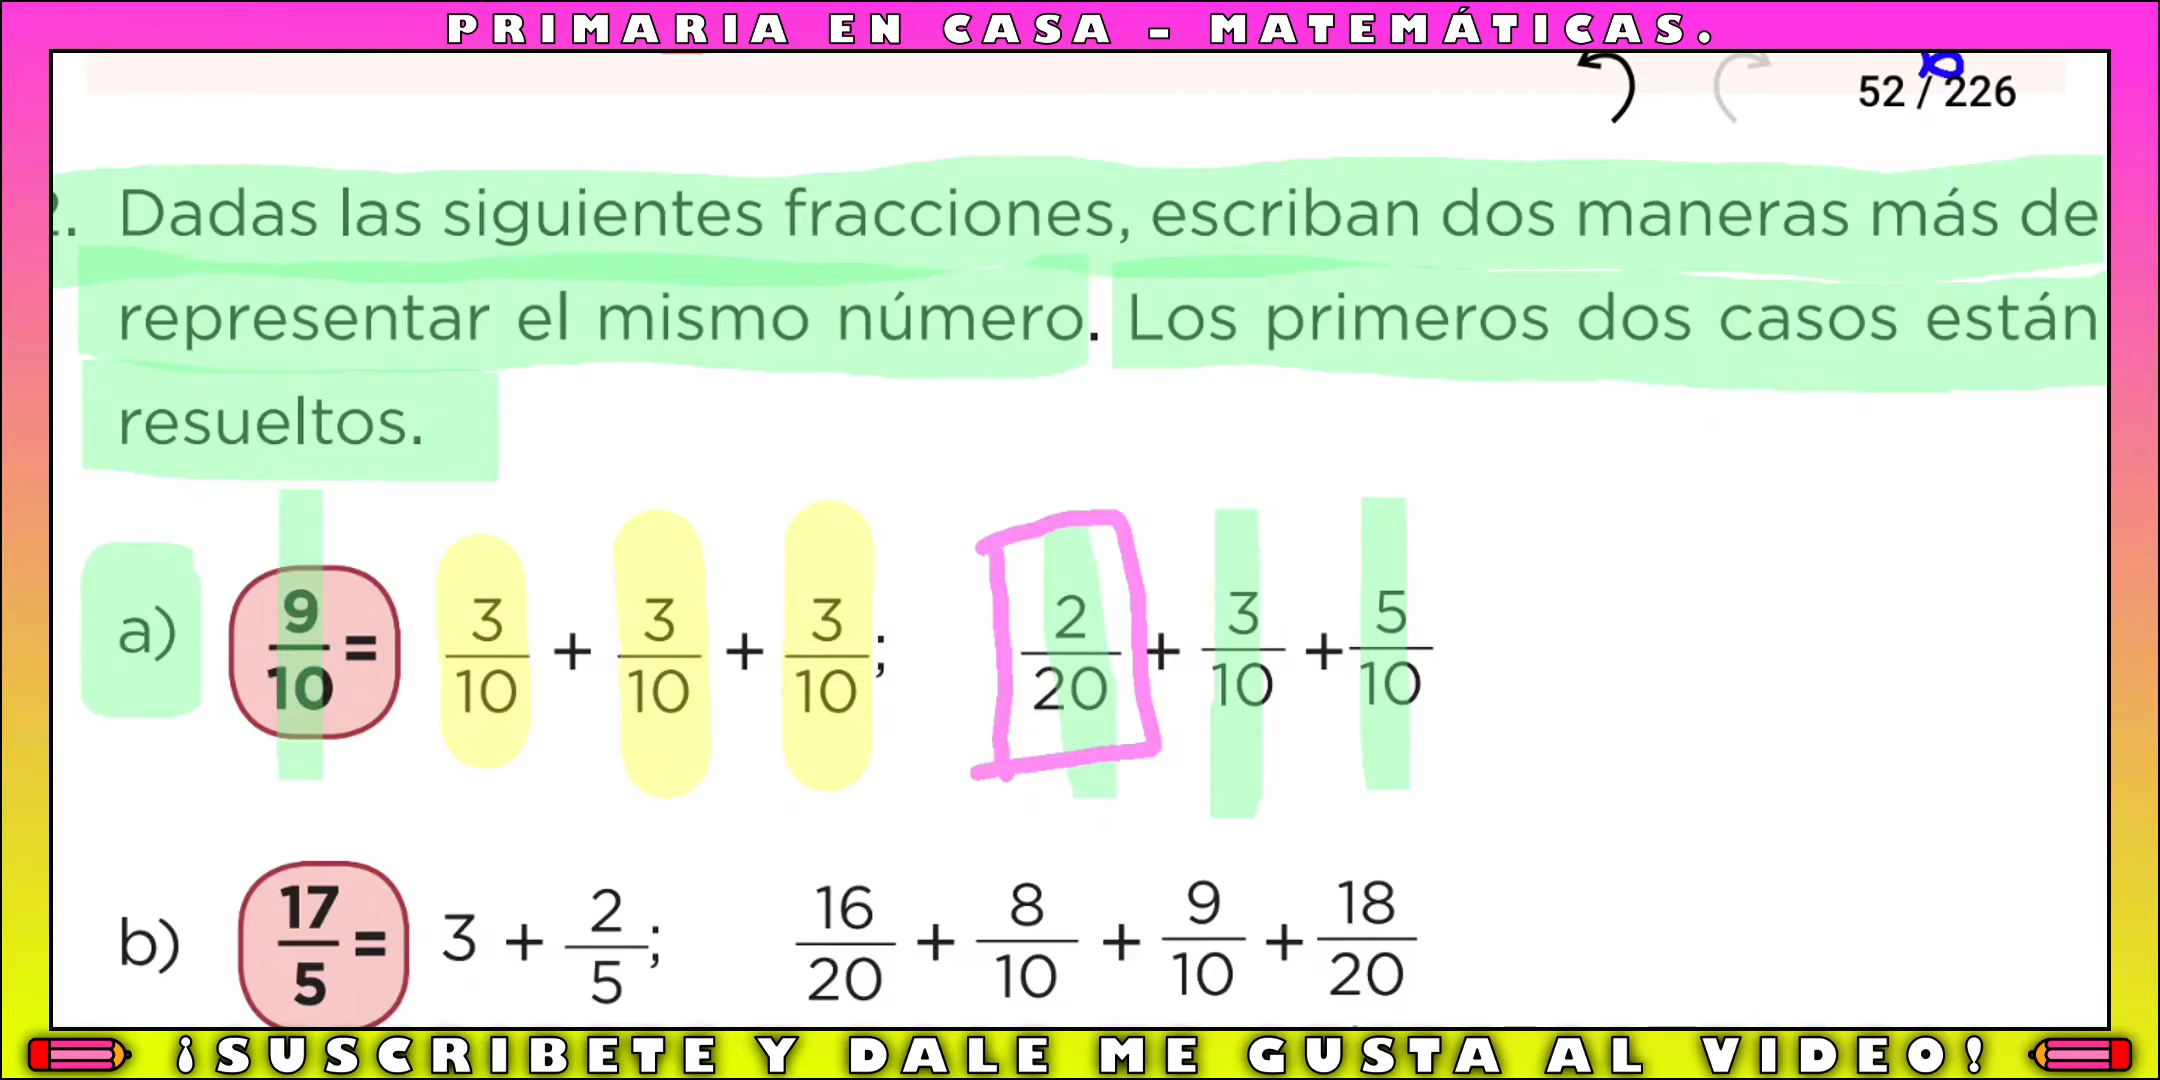 PRIMARIA EN CASA - MATEMÁTICAS.
52 / 226
2. Dadas las siguientes fracciones, escriban dos maneras más de
representar el mismo número. Los primeros dos casos están
resueltos.
a) 9/10 = 3/10 + 3/10 + 3/10; 2/20 + 3/10 + 5/10
b) 17/5 = 3 + 2/5; 16/20 + 8/10 + 9/10 + 18/20
¡SUSCRIBETE Y DALE ME GUSTA AL VIDEO!